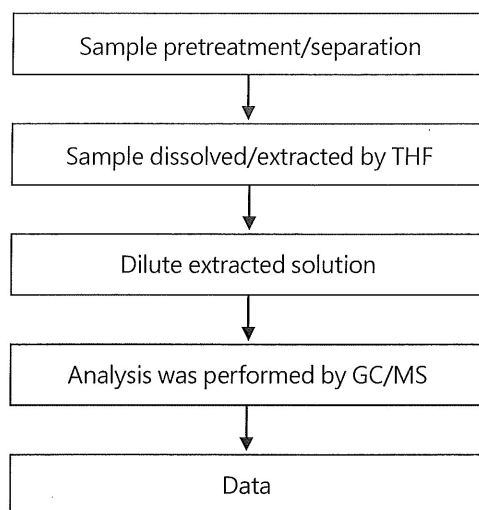 Sample pretreatment/separation
Sample dissolved/extracted by THF
Dilute extracted solution
Analysis was performed by GC/MS
Data